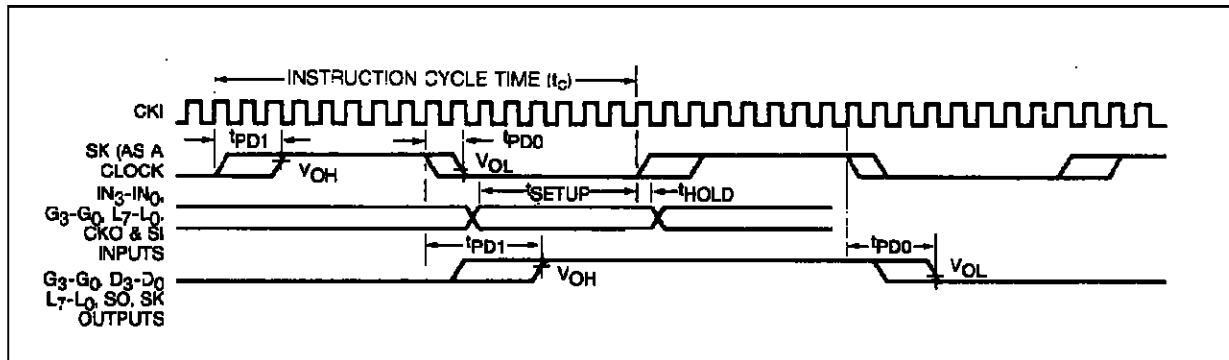 INSTRUCTION CYCLE TIME (tC)
CKI
tPD1
tPD0
SK (AS A
CLOCK
VOH
VOL
IN3-IN0,
G3-G0, L7-L0,
CKO & SI
INPUTS
tSETUP
tHOLD
tPD1
tPD0
G3-G0, D3-D0
L7-L0, SO, SK
OUTPUTS
VOH
VOL